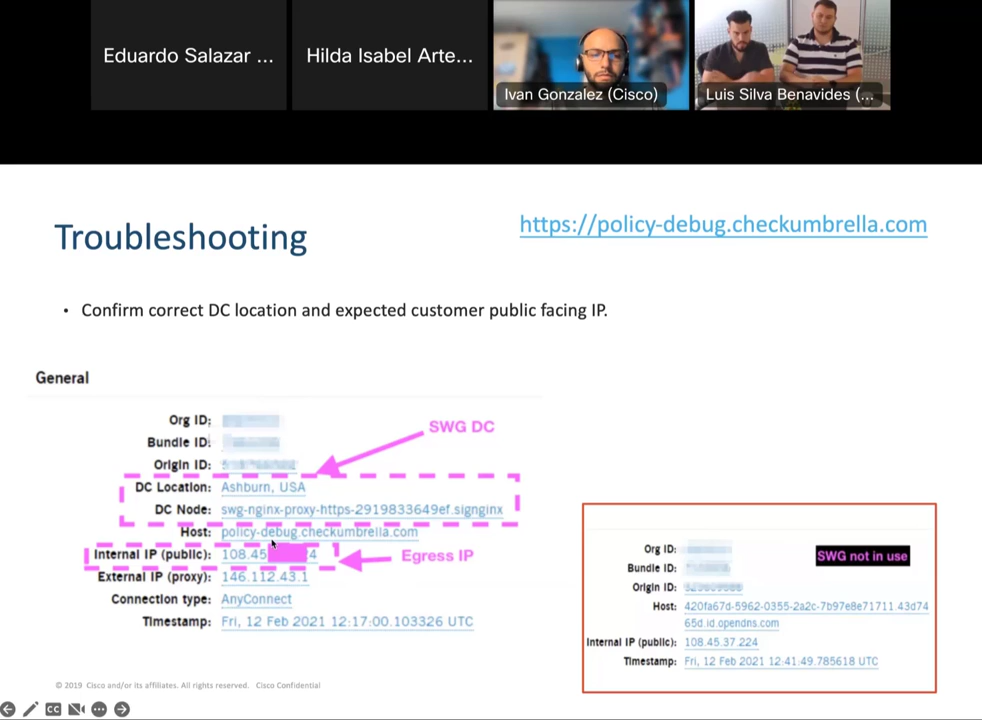 Eduardo Salazar ...
Hilda Isabel Arte...
Ivan Gonzalez (Cisco)
Luis Silva Benavides (...
Troubleshooting
https://policy-debug.checkumbrella.com
• Confirm correct DC location and expected customer public facing IP.
General
Org ID:
Bundle ID:
Origin ID:
SWG DC
DC Location: Ashburn, USA
DC Node: swg-nginx-proxy-https-2919833649ef.signginx
Host: policy-debug.checkumbrella.com
Internal IP (public): 108.45 4
Egress IP
External IP (proxy): 146.112.43.1
Connection type: AnyConnect
Timestamp: Fri, 12 Feb 2021 12:17:00.103326 UTC
Org ID:
SWG not in use
Bundle ID:
Origin ID:
Host: 420fa67d-5962-0355-2a2c-7b97e8e71711 43d74
65d.id.opendns.com
Internal IP (public): 108.45.37.224
Timestamp: Fri, 12 Feb 2021 12:41:49.785618 UTC
© 2019 Cisco and/or its affiliates. All rights reserved. Cisco Confidential
CC